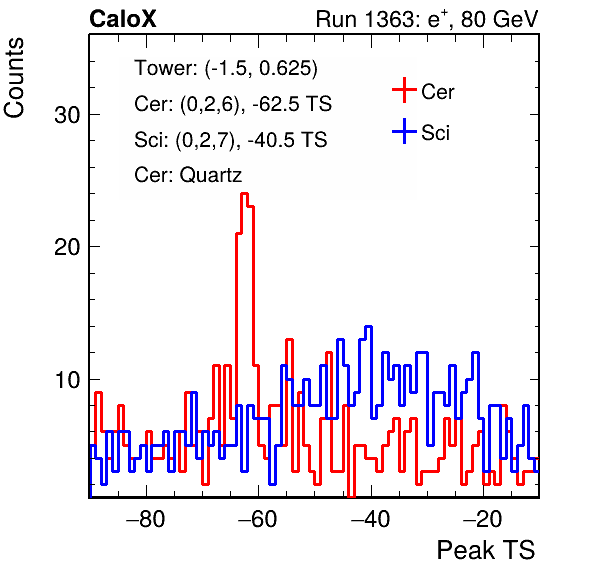 CaloX Run 1363: e⁺, 80 GeV
Counts
Tower: (-1.5, 0.625)
Cer: (0,2,6), -62.5 TS
Sci: (0,2,7), -40.5 TS
Cer: Quartz
Cer
Sci
30
20
10
−80 −60 −40 −20
Peak TS